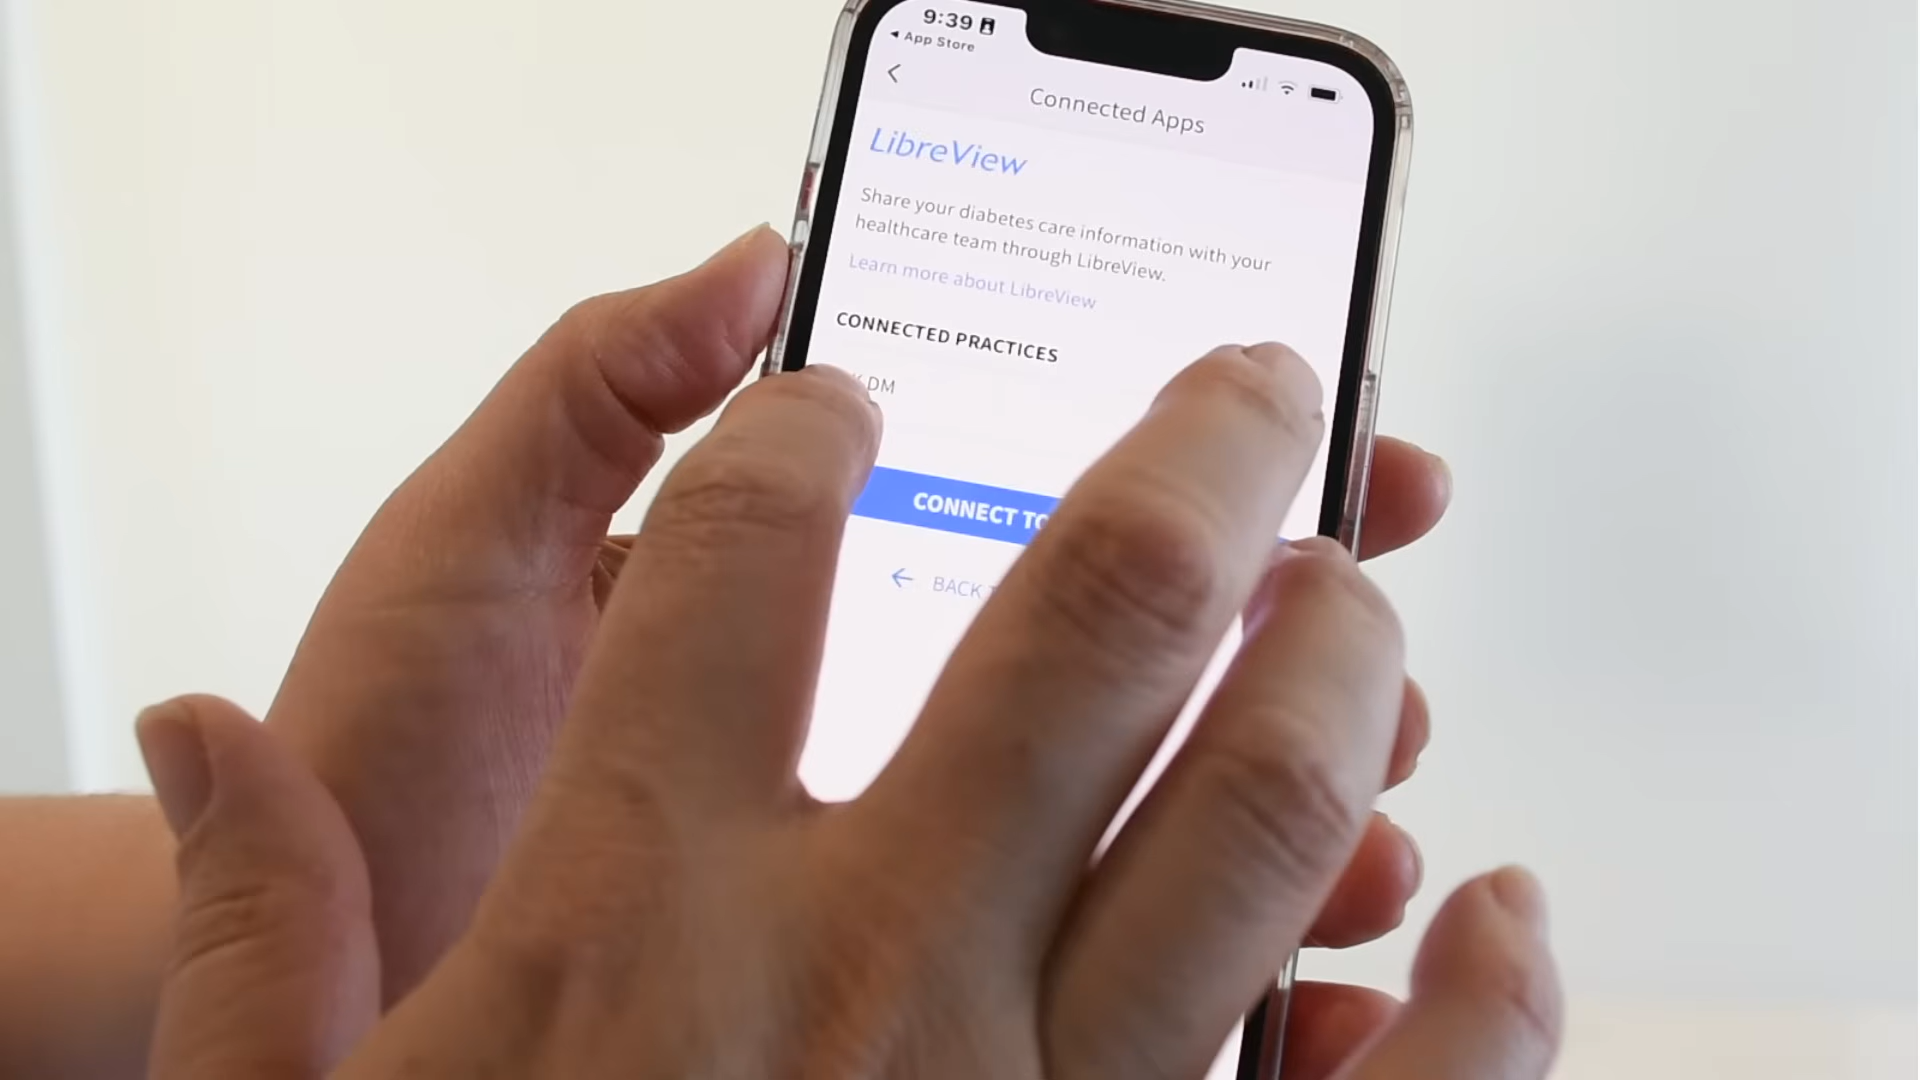 9:39
App Store
Connected Apps
LibreView
Share your diabetes care information with your
healthcare team through LibreView.
Learn more about LibreView
CONNECTED PRACTICES
DM
CONNECT TO
BACK